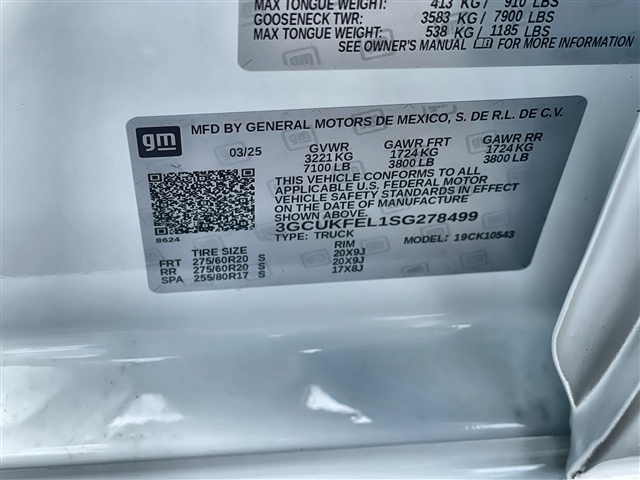 MAX TONGUE WEIGHT: 413 KG / 910 LBS
GOOSENECK TWR: 3583 KG / 7900 LBS
MAX TONGUE WEIGHT: 538 KG / 1185 LBS
SEE OWNER'S MANUAL FOR MORE INFORMATION
gm
MFD BY GENERAL MOTORS DE MEXICO, S. DE R.L. DE C.V.
03/25 GVWR GAWR FRT GAWR RR
3221 KG 1724 KG 1724 KG
7100 LB 3800 LB 3800 LB
THIS VEHICLE CONFORMS TO ALL
APPLICABLE U.S. FEDERAL MOTOR
VEHICLE SAFETY STANDARDS IN EFFECT
ON THE DATE OF MANUFACTURE
SHOWN ABOVE.
3GCUKFEL1SG278499
8624
TYPE: TRUCK MODEL: 19CK10543
TIRE SIZE RIM
FRT 275/60R20 S 20X9J
RR 275/60R20 S 20X9J
SPA 255/80R17 S 17X8J